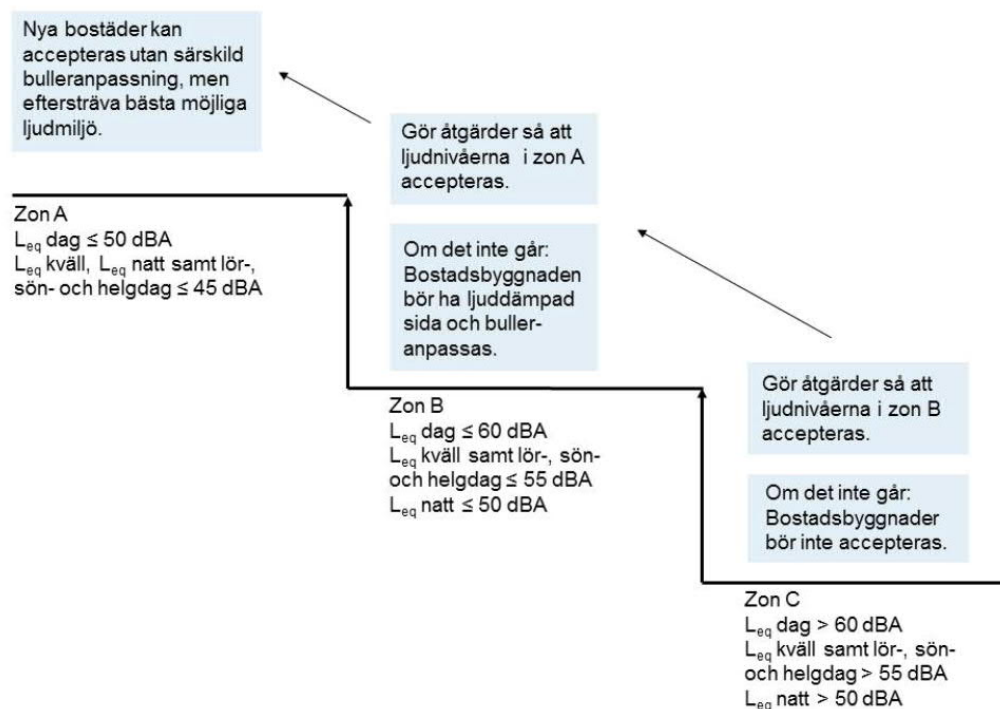 Nya bostäder kan
accepteras utan särskild
bulleranpassning, men
eftersträva bästa möjliga
ljudmiljö.
Zon A
Leq dag ≤ 50 dBA
Leq kväll, Leq natt samt lör-,
sön- och helgdag ≤ 45 dBA
Gör åtgärder så att
ljudnivåerna i zon A
accepteras.
Om det inte går:
Bostadsbyggnaden
bör ha ljuddämpad
sida och buller-
anpassas.
Zon B
Leq dag ≤ 60 dBA
Leq kväll samt lör-, sön-
och helgdag ≤ 55 dBA
Leq natt ≤ 50 dBA
Gör åtgärder så att
ljudnivåerna i zon B
accepteras.
Om det inte går:
Bostadsbyggnader
bör inte accepteras.
Zon C
Leq dag > 60 dBA
Leq kväll samt lör-, sön-
och helgdag > 55 dBA
Leq natt > 50 dBA